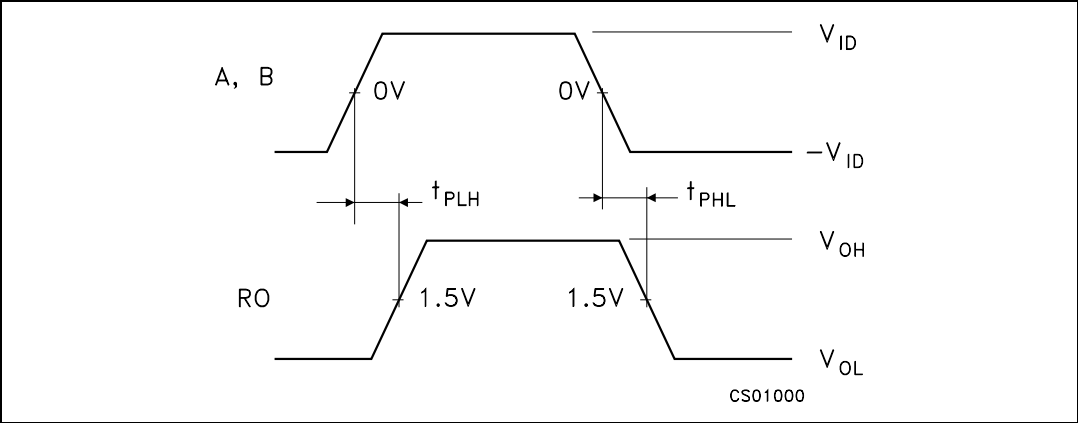 V_ID
A, B
0V
0V
-V_ID
t_PLH
t_PHL
V_OH
RO
1.5V
1.5V
V_OL
CS01000